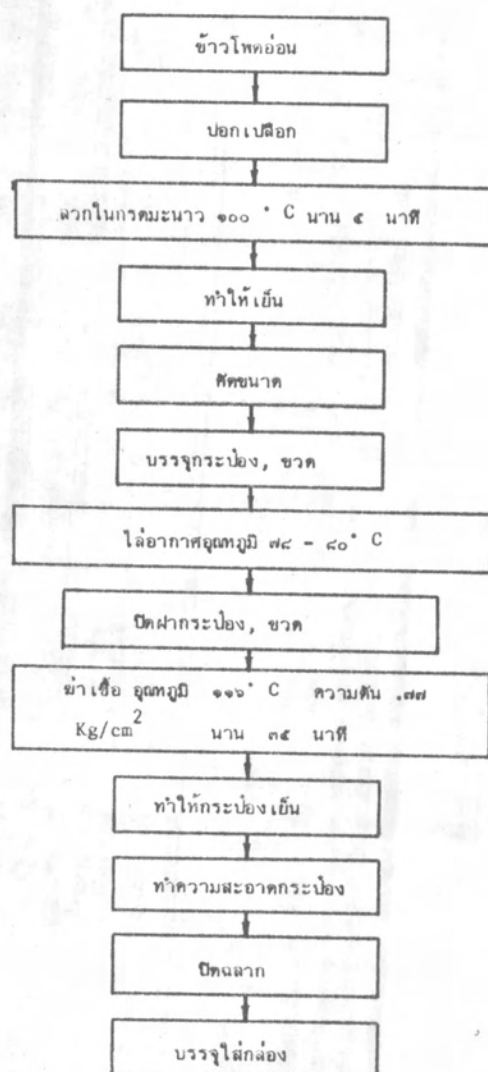 ข้าวโพดอ่อน
ปอกเปลือก
ลวกในกรดมะนาว ๑๐๐ ° C นาน ๕ นาที
ทำให้เย็น
คัดขนาด
บรรจุกระป๋อง, ขวด
ไล่อากาศอุณหภูมิ ๗๘ - ๘๐° C
ปิดฝากระป๋อง, ขวด
ฆ่าเชื้อ อุณหภูมิ ๑๑๖° C ความดัน .๗๗
Kg/cm² นาน ๓๕ นาที
ทำให้กระป๋องเย็น
ทำความสะอาดกระป๋อง
ปิดฉลาก
บรรจุใส่กล่อง